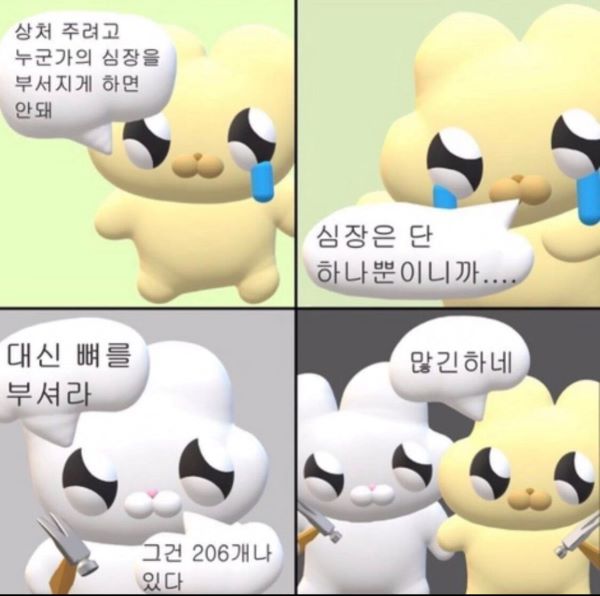 상처 주려고
누군가의 심장을
부서지게 하면
안돼
심장은 단
하나뿐이니까....
대신 뼈를
부셔라
그건 206개나
있다
많긴하네